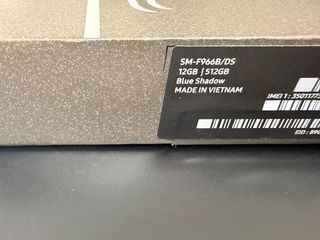 SM-F966B/DS
12GB | 512GB
Blue Shadow
MADE IN VIETNAM
IMEI 1 :
EID :